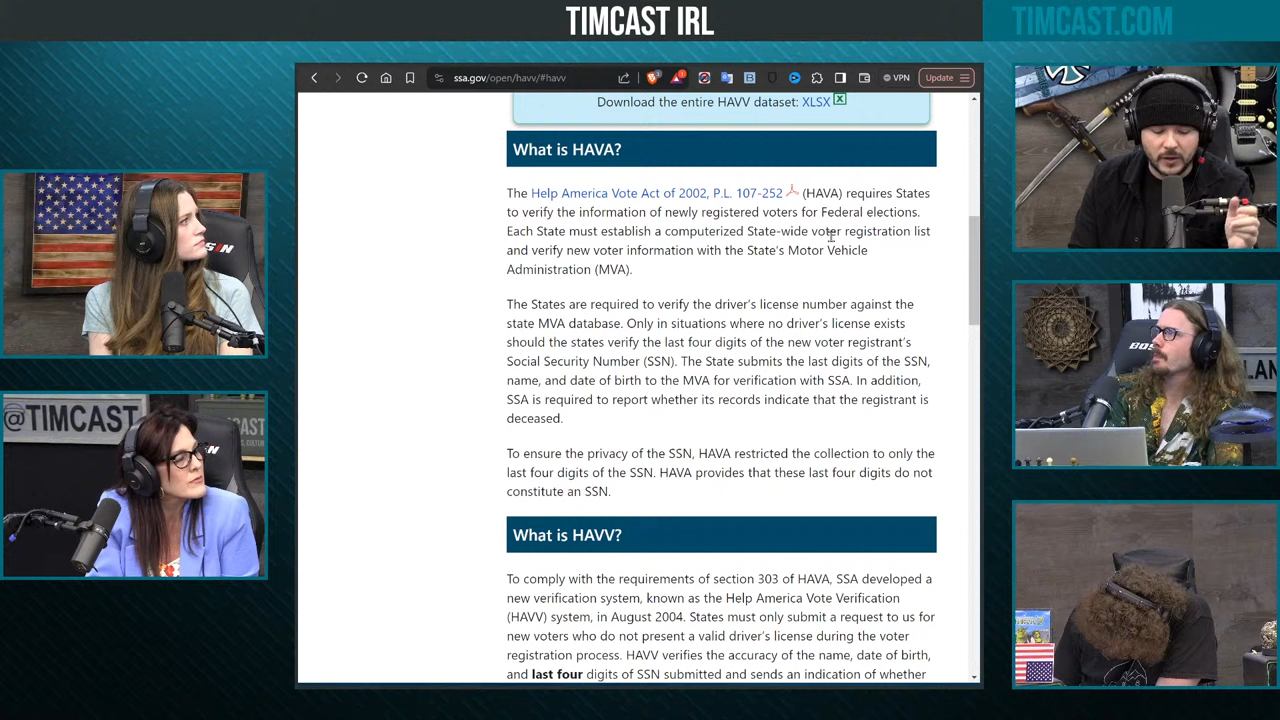 TIMCAST IRL
TIMCAST.COM
ssa.gov/open/havv/#havv
VPN
Update
Download the entire HAVV dataset: XLSX
What is HAVA?
The Help America Vote Act of 2002, P.L. 107-252 (HAVA) requires States
to verify the information of newly registered voters for Federal elections.
Each State must establish a computerized State-wide voter registration list
and verify new voter information with the State's Motor Vehicle
Administration (MVA).
The States are required to verify the driver's license number against the
state MVA database. Only in situations where no driver's license exists
should the states verify the last four digits of the new voter registrant's
Social Security Number (SSN). The State submits the last digits of the SSN,
name, and date of birth to the MVA for verification with SSA. In addition,
SSA is required to report whether its records indicate that the registrant is
deceased.
To ensure the privacy of the SSN, HAVA restricted the collection to only the
last four digits of the SSN. HAVA provides that these last four digits do not
constitute an SSN.
What is HAVV?
To comply with the requirements of section 303 of HAVA, SSA developed a
new verification system, known as the Help America Vote Verification
(HAVV) system, in August 2004. States must only submit a request to us for
new voters who do not present a valid driver's license during the voter
registration process. HAVV verifies the accuracy of the name, date of birth,
and last four digits of SSN submitted and sends an indication of whether
@TIMCAST